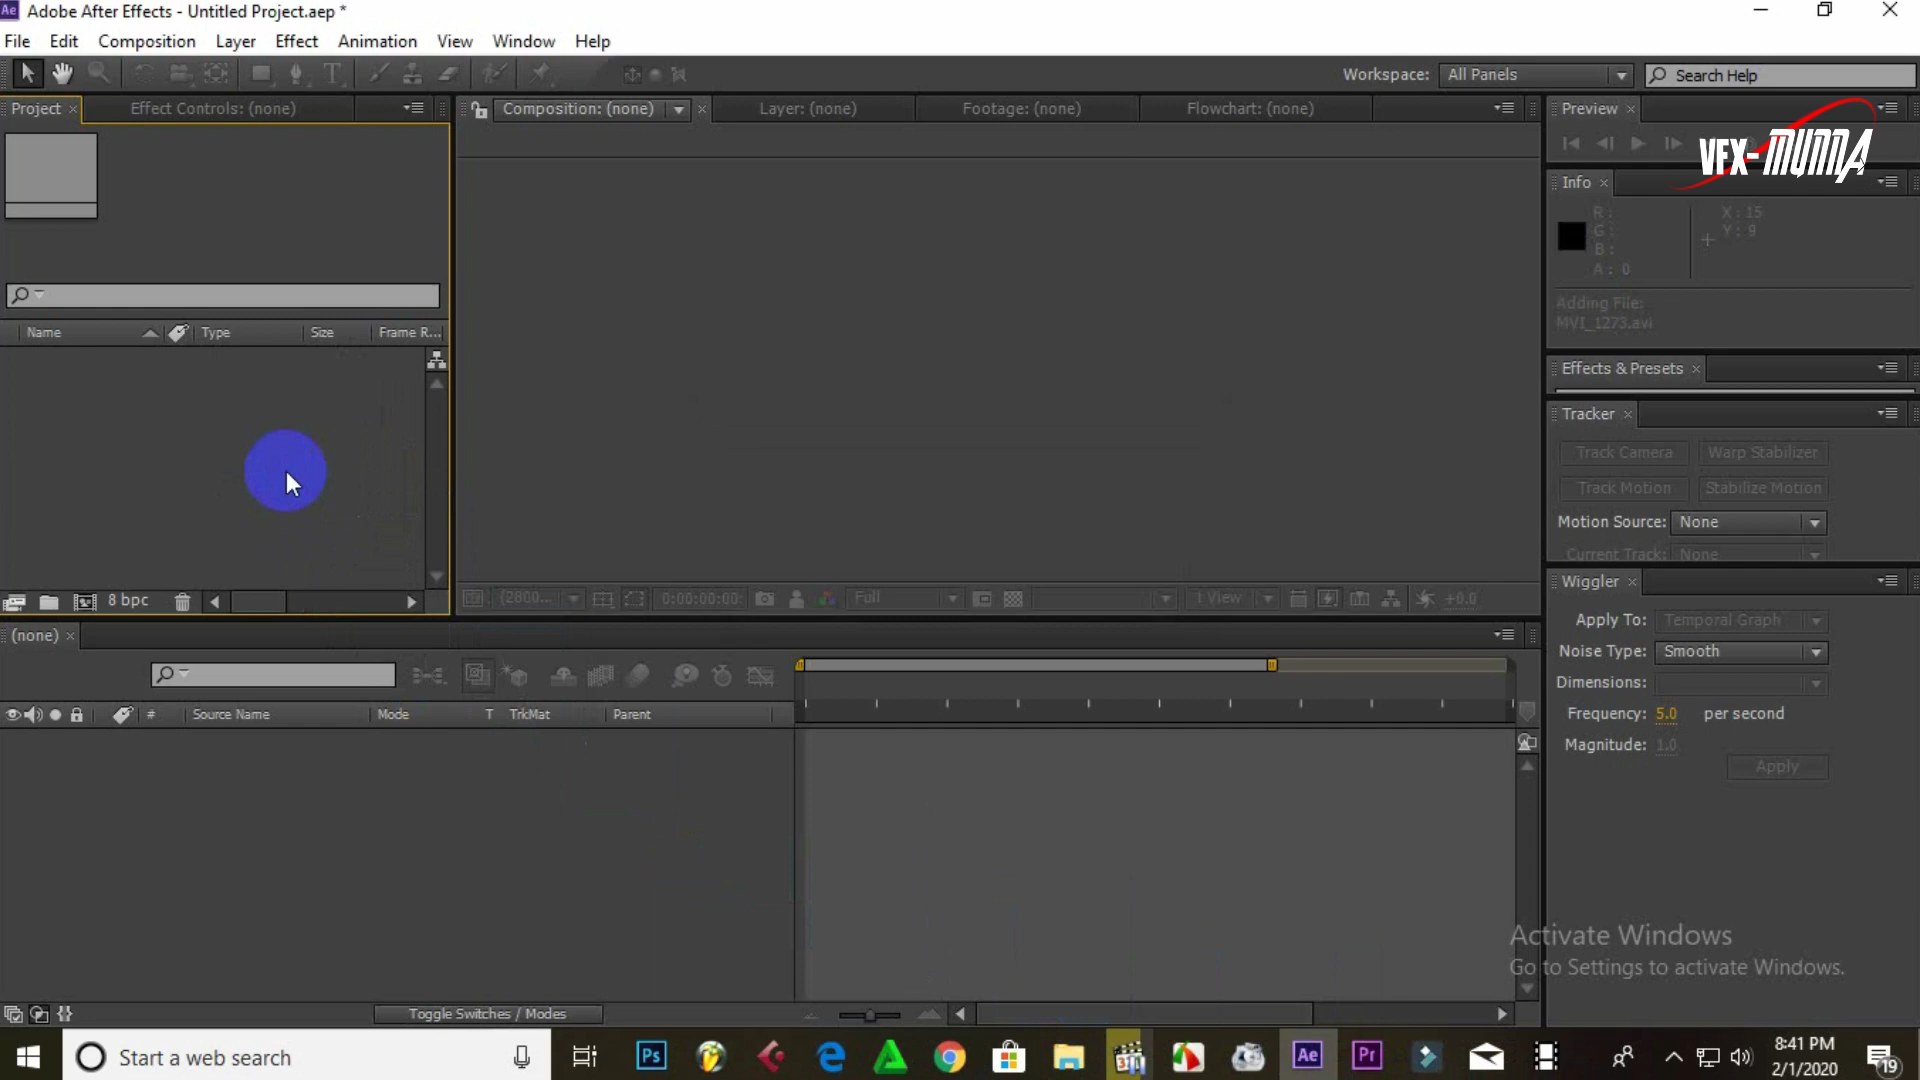 Adobe After Effects - Untitled Project.aep *
File Edit Composition Layer Effect Animation View Window Help
Workspace: All Panels Search Help
Project Effect Controls: (none) Composition: (none) Layer: (none) Footage: (none) Flowchart: (none) Preview
VFX-MUNNA
Info
R:
G:
B:
A: 0
X: 15
Y: 9
Adding File:
MVI_1273.avi
Name Type Size Frame R...
Effects & Presets
Tracker
Track Camera Warp Stabilizer
Track Motion Stabilize Motion
Motion Source: None
Current Track: None
8 bpc
(2800... 0:00:00:00 Full 1 View +0.0
Wiggler
Apply To: Temporal Graph
Noise Type: Smooth
Dimensions:
Frequency: 5.0 per second
Magnitude: 1.0
Apply
(none)
# Source Name Mode T TrkMat Parent
Activate Windows
Go to Settings to activate Windows.
Toggle Switches / Modes
Start a web search
Ps
Ae
Pr
8:41 PM
2/1/2020
19